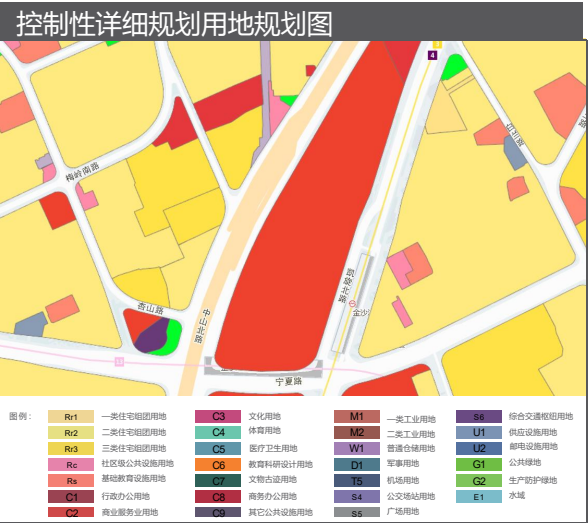 控制性详细规划用地规划图
4
梅岭南路
香山路
中山北路
金沙
宁夏路
图例：
Rr1 一类住宅组团用地
Rr2 二类住宅组团用地
Rr3 三类住宅组团用地
Rc 社区级公共设施用地
Rs 基础教育设施用地
C1 行政办公用地
C2 商业服务业用地
C3 文化用地
C4 体育用地
C5 医疗卫生用地
C6 教育科研设计用地
C7 文物古迹用地
C8 商务办公用地
C9 其它公共设施用地
M1 一类工业用地
M2 二类工业用地
W1 普通仓储用地
D1 军事用地
T5 机场用地
S4 公交场站用地
S5 广场用地
S6 综合交通枢纽用地
U1 供应设施用地
U2 邮电设施用地
G1 公共绿地
G2 生产防护绿地
E1 水域